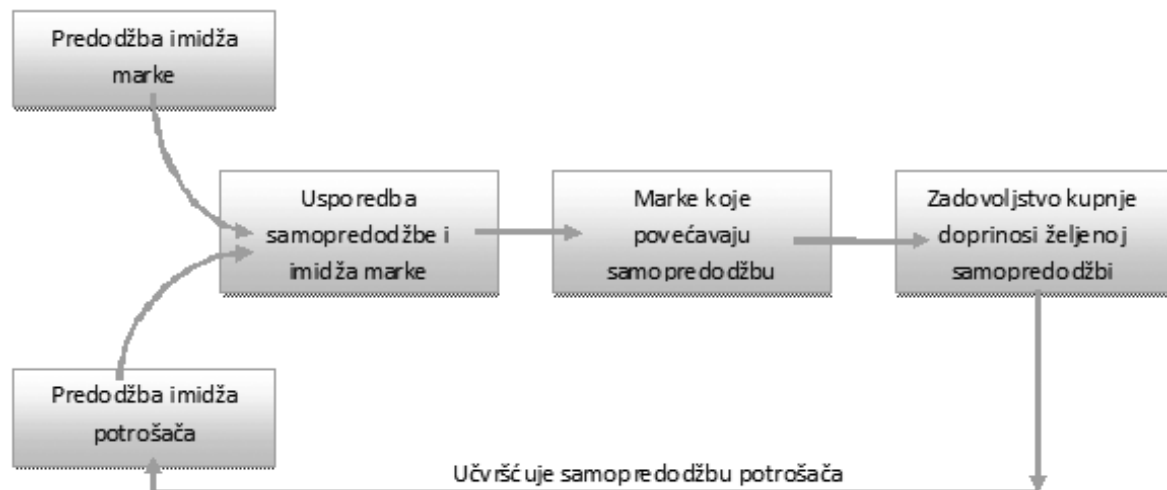 Predodžba imidža
marke
Usporedba
samopredodžbe i
imidža marke
Marke koje
povećavaju
samopredodžbu
Zadovoljstvo kupnje
doprinosi željenoj
samopredodžbi
Predodžba imidža
potrošača
Učvršćuje samopredodžbu potrošača